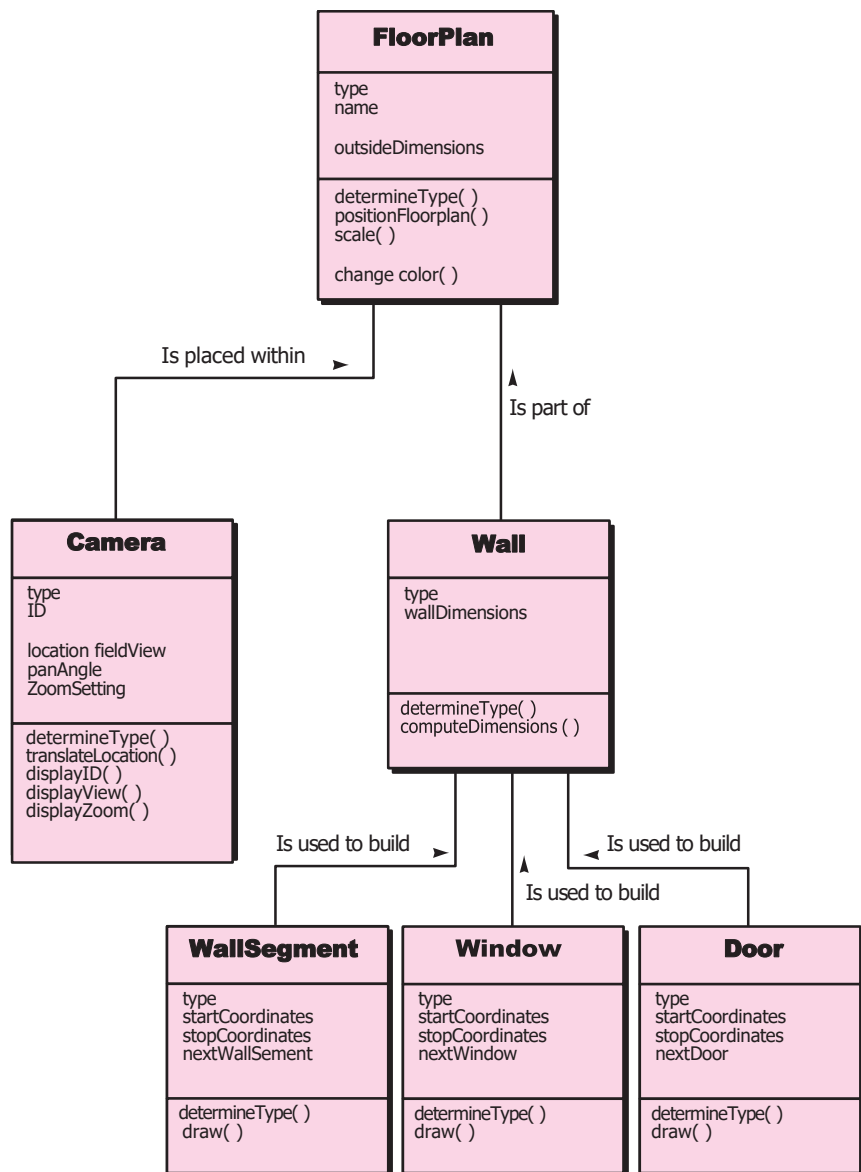 FloorPlan
type
name
outsideDimensions
determineType( )
positionFloorplan( )
scale( )
change color( )
Is placed within
Is part of
Camera
type
ID
location fieldView
panAngle
ZoomSetting
determineType( )
translateLocation( )
displayID( )
displayView( )
displayZoom( )
Wall
type
wallDimensions
determineType( )
computeDimensions ( )
Is used to build
Is used to build
Is used to build
WallSegment
type
startCoordinates
stopCoordinates
nextWallSement
determineType( )
draw( )
Window
type
startCoordinates
stopCoordinates
nextWindow
determineType( )
draw( )
Door
type
startCoordinates
stopCoordinates
nextDoor
determineType( )
draw( )